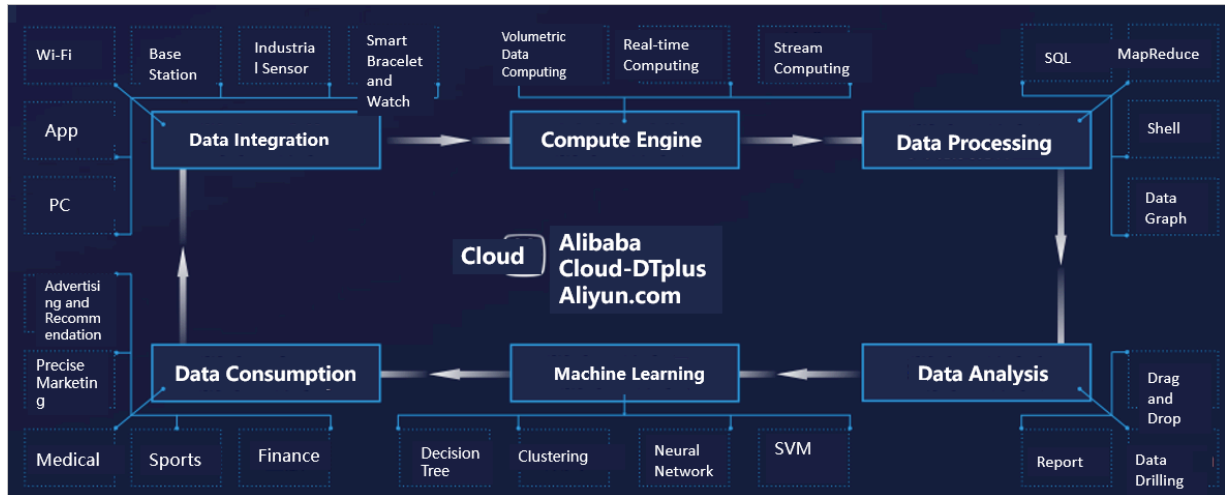 Wi-Fi
Base
Station
Industria
l Sensor
Smart
Bracelet
and
Watch
Volumetric
Data
Computing
Real-time
Computing
Stream
Computing
SQL
MapReduce
App
Data Integration
Compute Engine
Data Processing
Shell
PC
Data
Graph
Cloud
Alibaba
Cloud-DTplus
Aliyun.com
Advertisi
ng and
Recomm
endation
Precise
Marketin
g
Data Consumption
Machine Learning
Data Analysis
Drag
and
Drop
Medical
Sports
Finance
Decision
Tree
Clustering
Neural
Network
SVM
Report
Data
Drilling